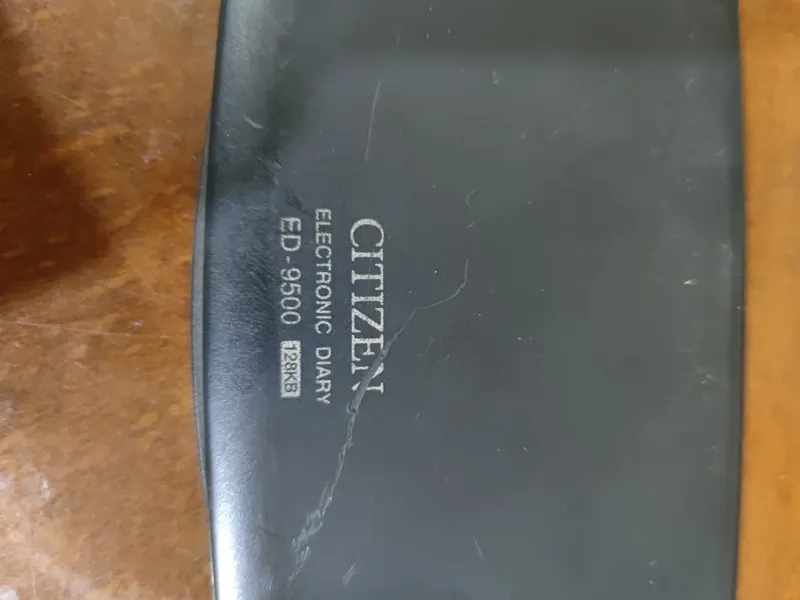 CITIZEN
ELECTRONIC DIARY
ED-9500 128KB